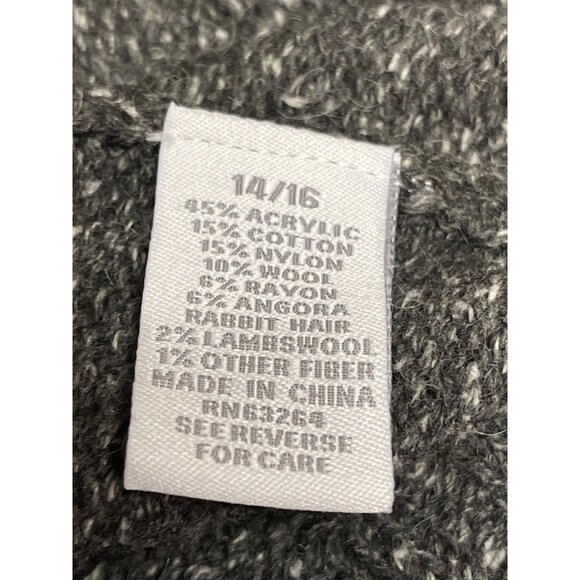 14/16
45% ACRYLIC
15% COTTON
15% NYLON
10% WOOL
6% RAYON
6% ANGORA
RABBIT HAIR
2% LAMBSWOOL
1% OTHER FIBER
MADE IN CHINA
RN63264
SEE REVERSE
FOR CARE